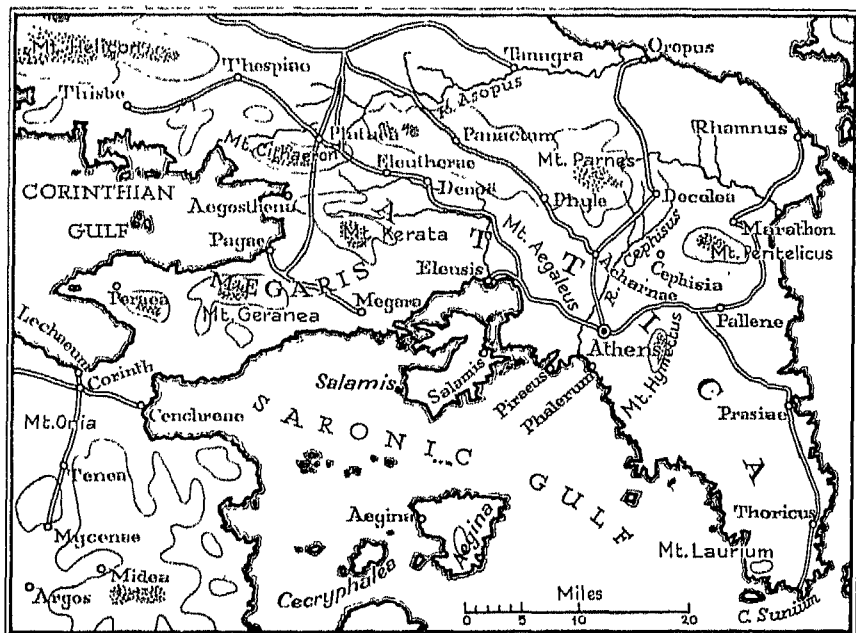 Mt. Helicon
Thespiae
Tanagra
Oropus
Thisbe
R. Asopus
Rhamnus
Mt. Cithaeron
Plataea
Panactum
Eleutherae
Mt. Parnes
CORINTHIAN
GULF
Aegosthena
Oenoe
Phyle
Decelea
Marathon
Mt. Pentelicus
Pagae
Mt. Kerata
ATTICA
Mt. Aegaleus
R. Cephisus
Cephisia
Acharnae
Eleusis
MEGARIS
Peraea
Mt. Geranea
Megara
Pallene
Athens
Mt. Hymettus
Lechaeum
Corinth
Salamis
Salamis
Piraeus
Phalerum
Cenchreae
Prasiae
Mt. Onia
SARONIC
GULF
Tenea
Mycenae
Aegina
Aegina
Thoricus
Mt. Laurium
Midea
Argos
Cecryphalea
Miles
0 10 20
C. Sunium